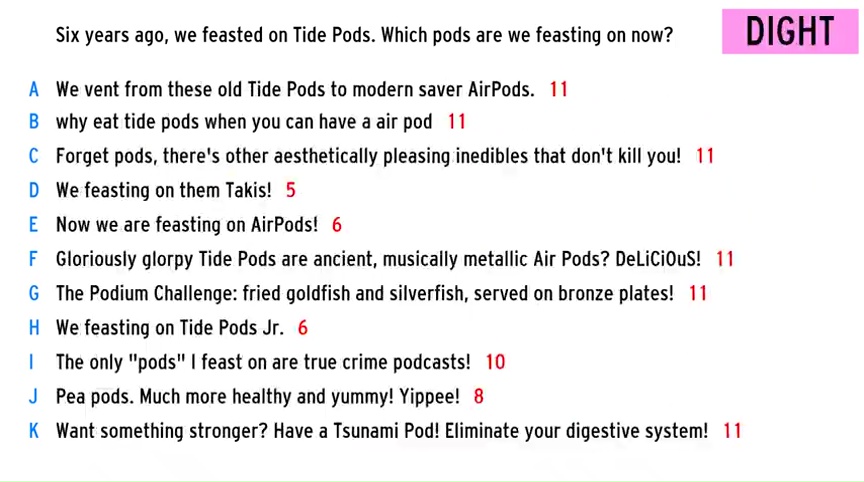 Six years ago, we feasted on Tide Pods. Which pods are we feasting on now?
DIGHT
A We vent from these old Tide Pods to modern saver AirPods. 11
B why eat tide pods when you can have a air pod 11
C Forget pods, there's other aesthetically pleasing inedibles that don't kill you! 11
D We feasting on them Takis! 5
E Now we are feasting on AirPods! 6
F Gloriously glorpy Tide Pods are ancient, musically metallic Air Pods? DeLiCiOuS! 11
G The Podium Challenge: fried goldfish and silverfish, served on bronze plates! 11
H We feasting on Tide Pods Jr. 6
I The only "pods" I feast on are true crime podcasts! 10
J Pea pods. Much more healthy and yummy! Yippee! 8
K Want something stronger? Have a Tsunami Pod! Eliminate your digestive system! 11